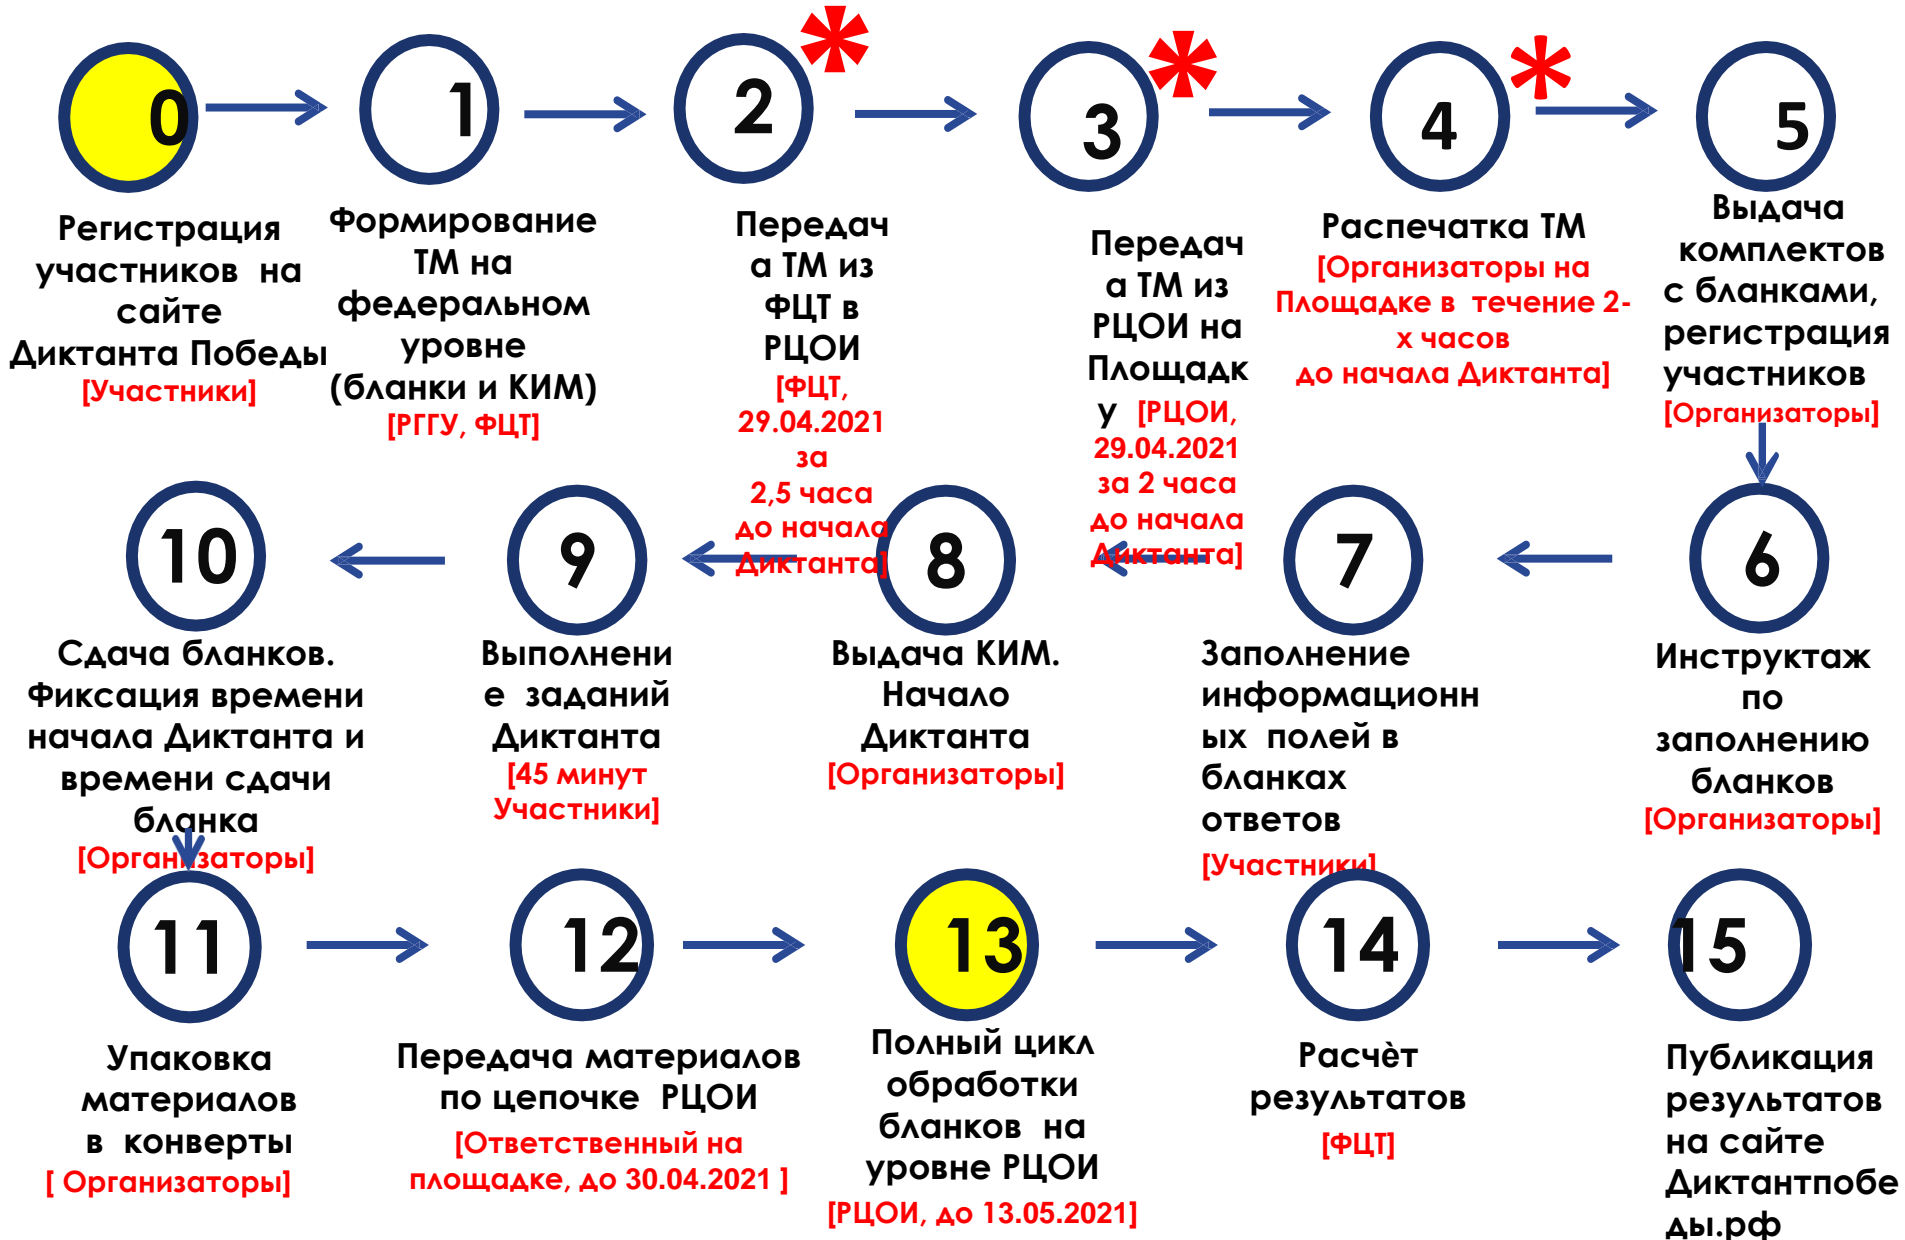 0
Регистрация
участников на
сайте
Диктанта Победы
[Участники]
1
Формирование
ТМ на
федеральном
уровне
(бланки и КИМ)
[РГГУ, ФЦТ]
2
*
Передач
а ТМ из
ФЦТ в
РЦОИ
[ФЦТ,
29.04.2021
за
2,5 часа
до начала
Диктанта]
3
*
Передач
а ТМ из
РЦОИ на
Площадк
у [РЦОИ,
29.04.2021
за 2 часа
до начала
Диктанта]
4
*
Распечатка ТМ
[Организаторы на
Площадке в течение 2-
х часов
до начала Диктанта]
5
Выдача
комплектов
с бланками,
регистрация
участников
[Организаторы]
6
Инструктаж
по
заполнению
бланков
[Организаторы]
7
Заполнение
информационн
ых полей в
бланках
ответов
[Участники]
8
Выдача КИМ.
Начало
Диктанта
[Организаторы]
9
Выполнени
е заданий
Диктанта
[45 минут
Участники]
10
Сдача бланков.
Фиксация времени
начала Диктанта и
времени сдачи
бланка
[Организаторы]
11
Упаковка
материалов
в конверты
[ Организаторы]
12
Передача материалов
по цепочке РЦОИ
[Ответственный на
площадке, до 30.04.2021 ]
13
Полный цикл
обработки
бланков на
уровне РЦОИ
[РЦОИ, до 13.05.2021]
14
Расчѐт
результатов
[ФЦТ]
15
Публикация
результатов
на сайте
Диктантпобе
ды.рф